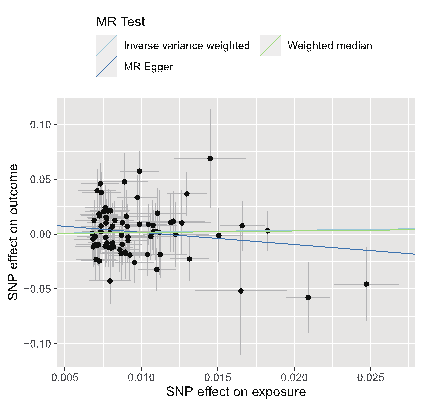 MR Test
Inverse variance weighted
Weighted median
MR Egger
SNP effect on outcome
0.10
0.05
0.00
−0.05
−0.10
0.005
0.010
0.015
0.020
0.025
SNP effect on exposure